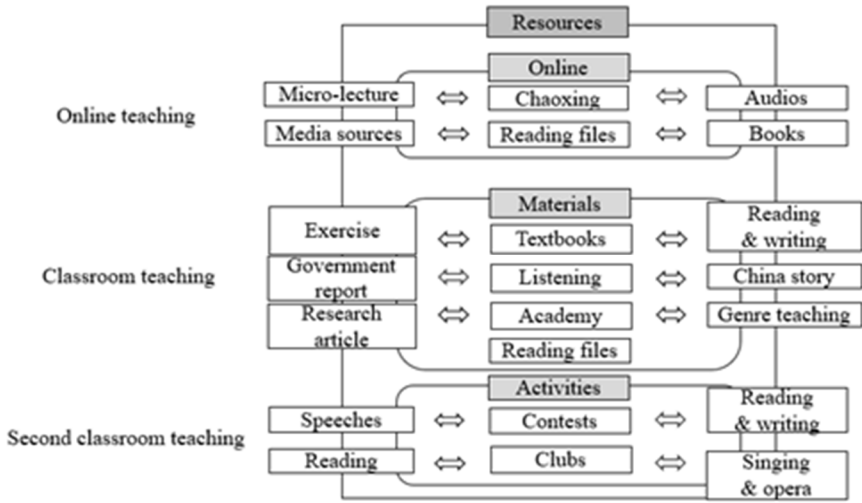 Resources
Online
Online teaching
Micro-lecture
Chaoxing
Audios
Media sources
Reading files
Books
Materials
Classroom teaching
Exercise
Textbooks
Reading
& writing
Government
report
Listening
China story
Research
article
Academy
Genre teaching
Reading files
Activities
Second classroom teaching
Speeches
Contests
Reading
& writing
Reading
Clubs
Singing
& opera